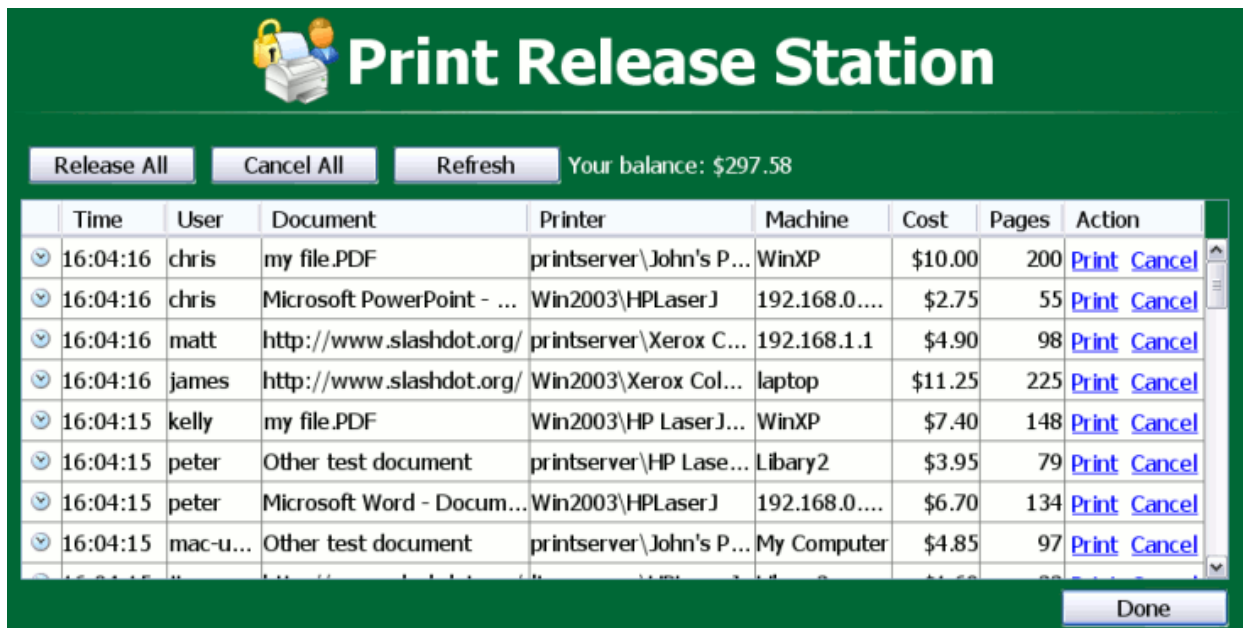 Print Release Station
Release All Cancel All Refresh Your balance: $297.58
Time User Document Printer Machine Cost Pages Action
16:04:16 chris my file.PDF printserver\John's P... WinXP $10.00 200 Print Cancel
16:04:16 chris Microsoft PowerPoint - ... Win2003\HPLaserJ 192.168.0.... $2.75 55 Print Cancel
16:04:16 matt http://www.slashdot.org/ printserver\Xerox C... 192.168.1.1 $4.90 98 Print Cancel
16:04:16 james http://www.slashdot.org/ Win2003\Xerox Col... laptop $11.25 225 Print Cancel
16:04:15 kelly my file.PDF Win2003\HP LaserJ... WinXP $7.40 148 Print Cancel
16:04:15 peter Other test document printserver\HP Lase... Libary2 $3.95 79 Print Cancel
16:04:15 peter Microsoft Word - Docum... Win2003\HPLaserJ 192.168.0.... $6.70 134 Print Cancel
16:04:15 mac-u... Other test document printserver\John's P... My Computer $4.85 97 Print Cancel
Done